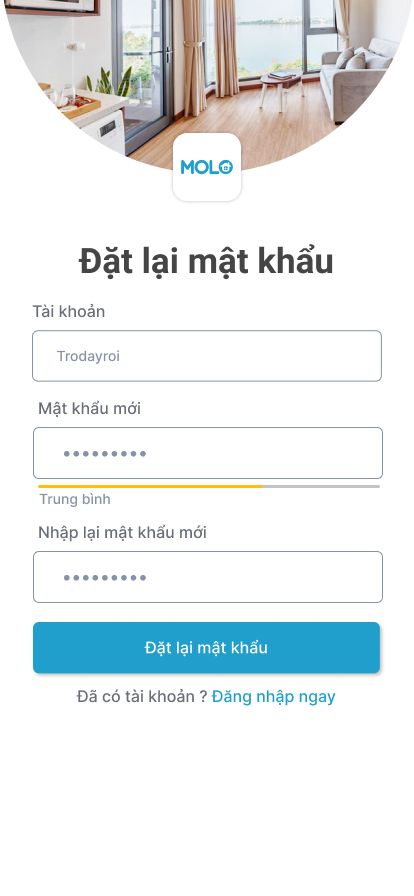 MOLO
Đặt lại mật khẩu
Tài khoản
Trodayroi
Mật khẩu mới
•••••••••
Trung bình
Nhập lại mật khẩu mới
•••••••••
Đặt lại mật khẩu
Đã có tài khoản ? Đăng nhập ngay